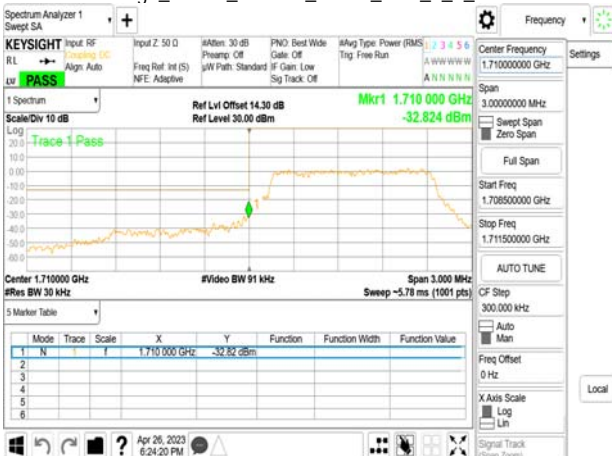 Spectrum Analyzer 1
Swept SA
+
Frequency
KEYSIGHT
Input: RF
Input Z: 50 Ω
#Atten: 30 dB
PNO: Best Wide
#Avg Type: Power (RMS
1 2 3 4 5 6
RL
Coupling: DC
Preamp: Off
Gate: Off
Trig: Free Run
A WWWWW
Align: Auto
Freq Ref: Int (S)
µW Path: Standard
IF Gain: Low
PASS
NFE: Adaptive
Sig Track: Off
A N N N N N
1 Spectrum
Ref Lvl Offset 14.30 dB
Mkr1 1.710 000 GHz
Scale/Div 10 dB
Ref Level 30.00 dBm
-32.824 dBm
Log
Trace 1 Pass
20.0
10.0
0.00
-10.0
-20.0
-30.0
-40.0
-50.0
-60.0
1
Center 1.710000 GHz
#Video BW 91 kHz
Span 3.000 MHz
#Res BW 30 kHz
Sweep ~5.78 ms (1001 pts)
5 Marker Table
Mode Trace Scale X Y Function Function Width Function Value
1 N 1 f 1.710 000 GHz -32.82 dBm
2
3
4
5
6
Apr 26, 2023
6:24:20 PM
Center Frequency
1.710000000 GHz
Settings
Span
3.00000000 MHz
Swept Span
Zero Span
Full Span
Start Freq
1.708500000 GHz
Stop Freq
1.711500000 GHz
AUTO TUNE
CF Step
300.000 kHz
Auto
Man
Freq Offset
0 Hz
Local
X Axis Scale
Log
Lin
Signal Track
(Span Zoom)